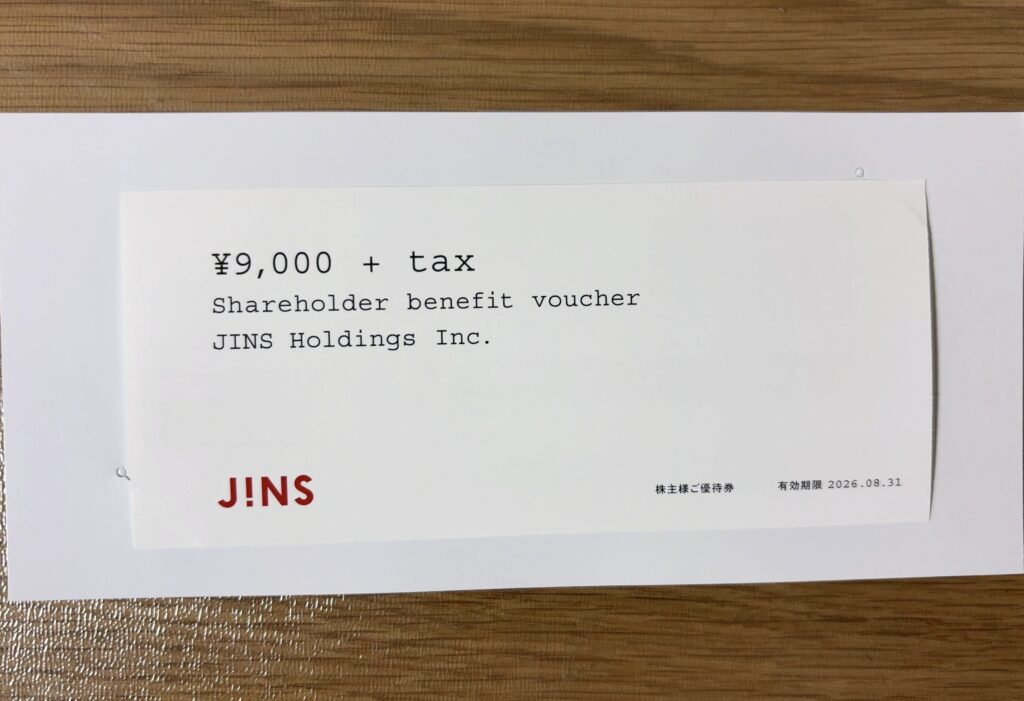 ¥9,000 + tax
Shareholder benefit voucher
JINS Holdings Inc.
J!NS
株主様ご優待券
有効期限 2026.08.31